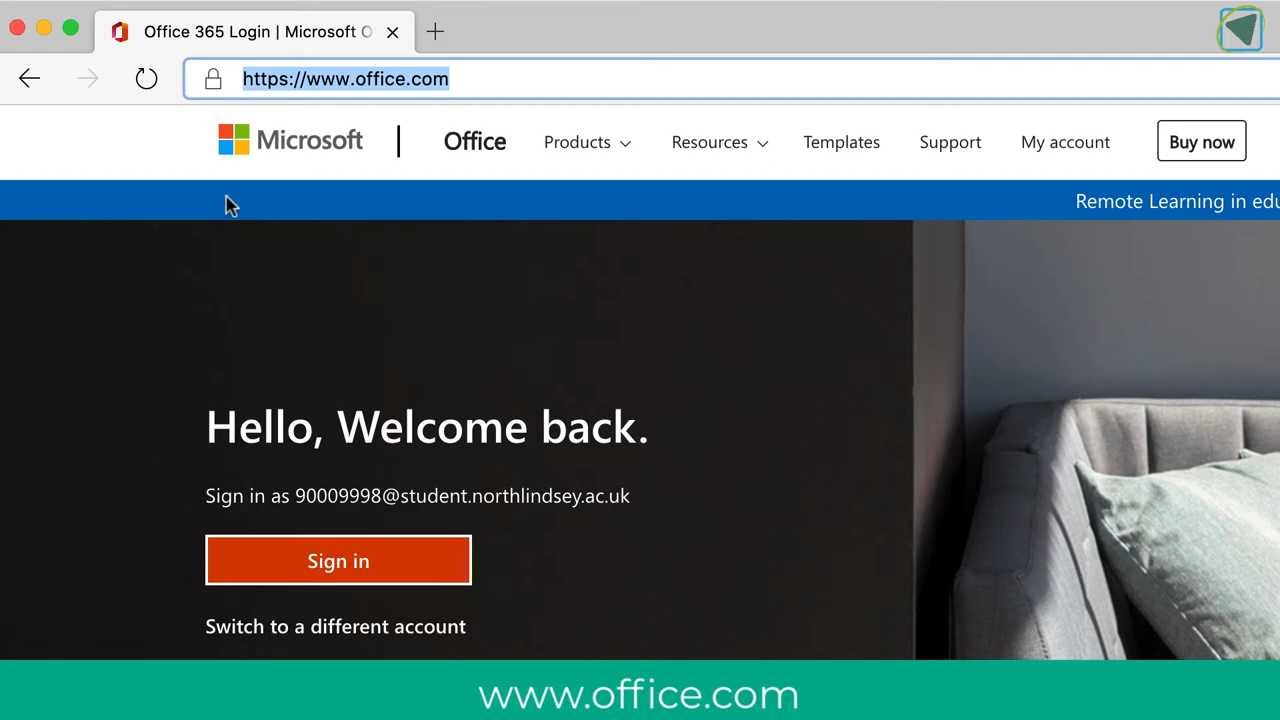 Office 365 Login | Microsoft O
https://www.office.com
Microsoft | Office Products Resources Templates Support My account Buy now
Remote Learning in edu
Hello, Welcome back.
Sign in as 90009998@student.northlindsey.ac.uk
Sign in
Switch to a different account
www.office.com